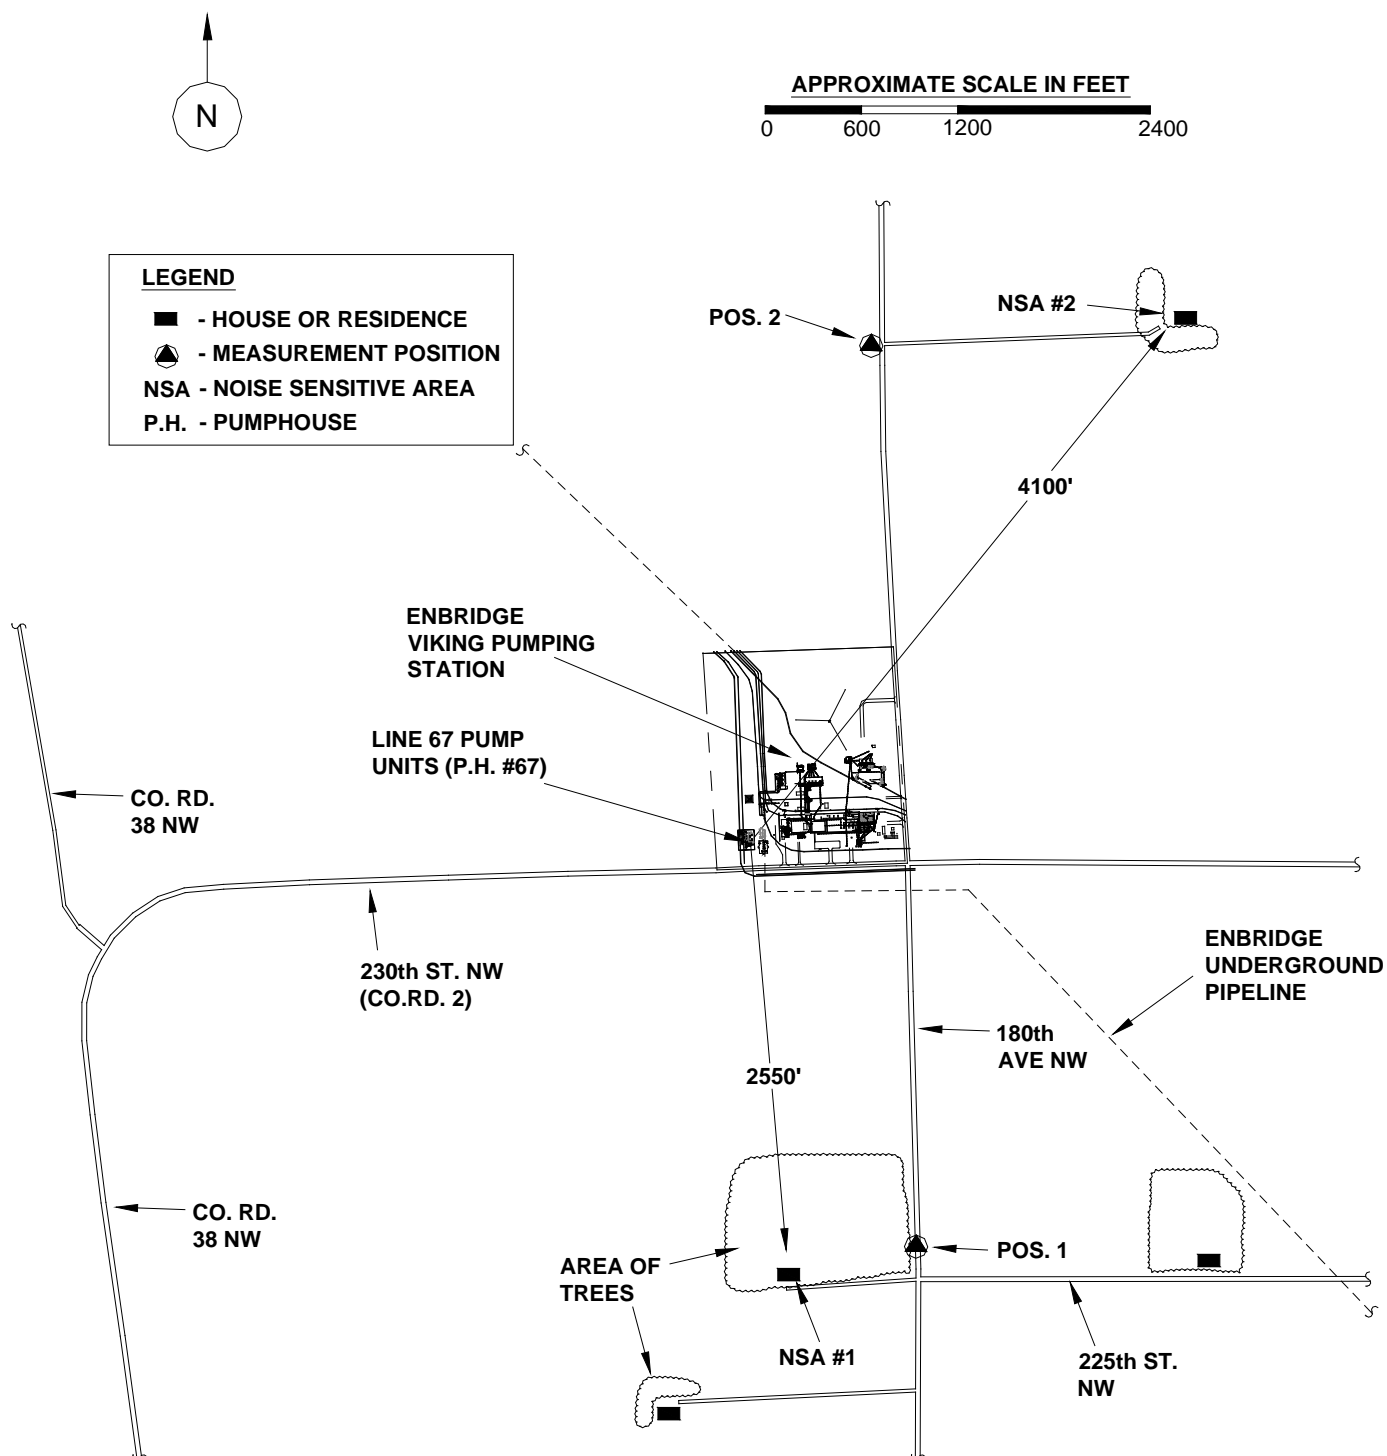 N
APPROXIMATE SCALE IN FEET
0 600 1200 2400
LEGEND
- HOUSE OR RESIDENCE
- MEASUREMENT POSITION
NSA - NOISE SENSITIVE AREA
P.H. - PUMPHOUSE
POS. 2
NSA #2
4100'
ENBRIDGE
VIKING PUMPING
STATION
LINE 67 PUMP
UNITS (P.H. #67)
CO. RD.
38 NW
230th ST. NW
(CO.RD. 2)
ENBRIDGE
UNDERGROUND
PIPELINE
180th
AVE NW
2550'
CO. RD.
38 NW
AREA OF
TREES
POS. 1
NSA #1
225th ST.
NW